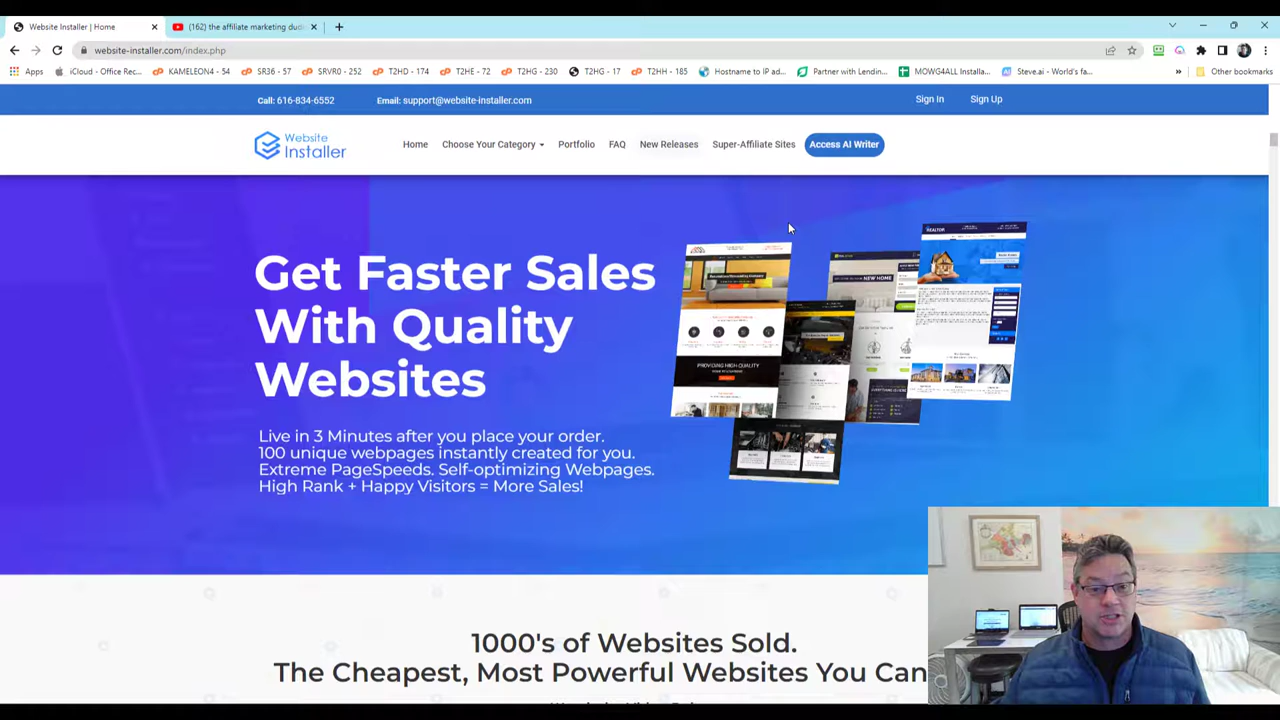 Website Installer | Home
(162) the affiliate marketing dud
website-installer.com/index.php
Apps
iCloud - Office Rec...
KAMELEON4 - 54
SR36 - 57
SRVR0 - 252
T2HD - 174
T2HE - 72
T2HG - 230
T2HG - 17
T2HH - 185
Hostname to IP ad...
Partner with Lendin...
MOWG4ALL Installa...
Steve.ai - World's fa...
»
Other bookmarks
Call: 616-834-6552
Email: support@website-installer.com
Sign In
Sign Up
Website
Installer
Home
Choose Your Category
Portfolio
FAQ
New Releases
Super-Affiliate Sites
Access AI Writer
Get Faster Sales
With Quality
Websites
Live in 3 Minutes after you place your order.
100 unique webpages instantly created for you.
Extreme PageSpeeds. Self-optimizing Webpages.
High Rank + Happy Visitors = More Sales!
REALTOR
NEW HOME
PROVIDING HIGH QUALITY
1000's of Websites Sold.
The Cheapest, Most Powerful Websites You Can